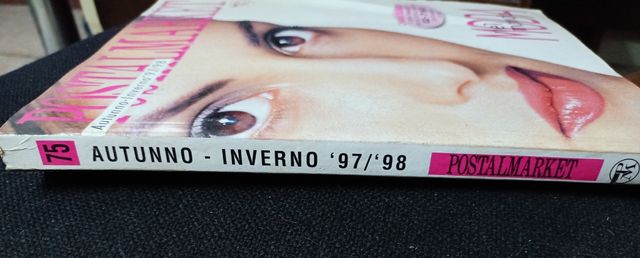 POSTALMARKET
Autunno-Inverno '97/'98
MODA
75 AUTUNNO - INVERNO '97/'98 POSTALMARKET